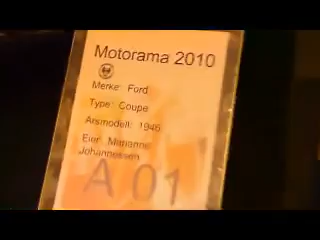 Motorama 2010
Merke: Ford
Type: Coupe
Årsmodell: 1946
Eier: Marianne
Johannessen
A 01